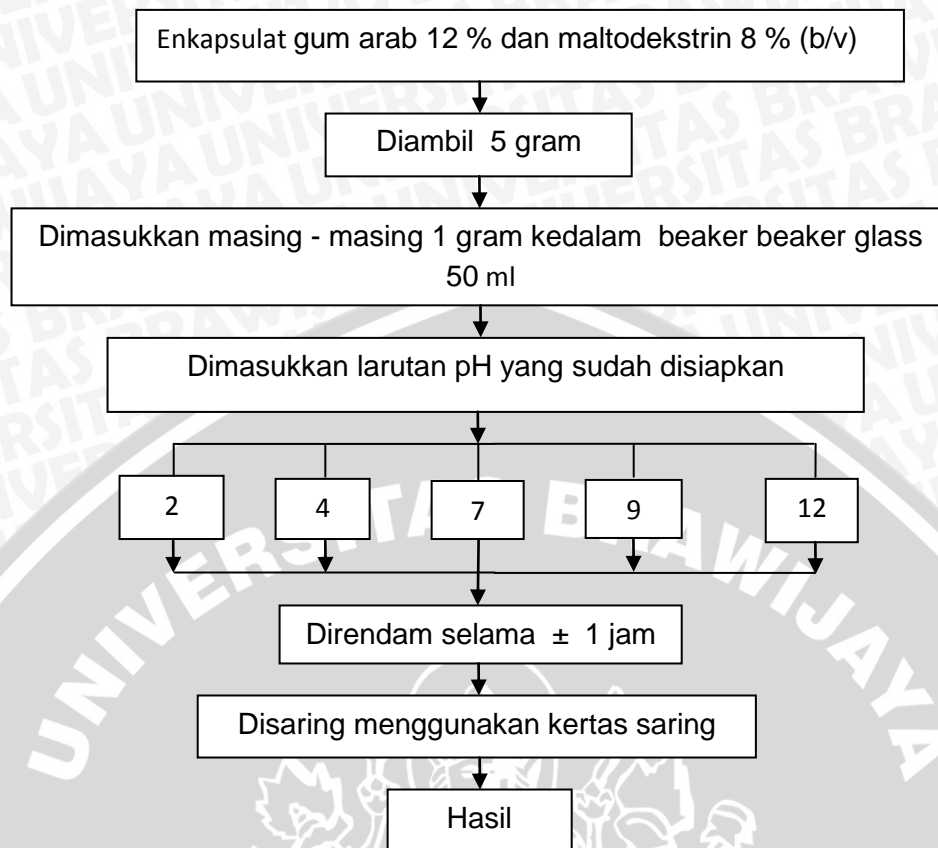 Enkapsulat gum arab 12 % dan maltodekstrin 8 % (b/v)
Diambil 5 gram
Dimasukkan masing - masing 1 gram kedalam beaker beaker glass
50 ml
Dimasukkan larutan pH yang sudah disiapkan
2 4 7 9 12
Direndam selama ± 1 jam
Disaring menggunakan kertas saring
Hasil
UNIVERSITAS BRAWIJAYA